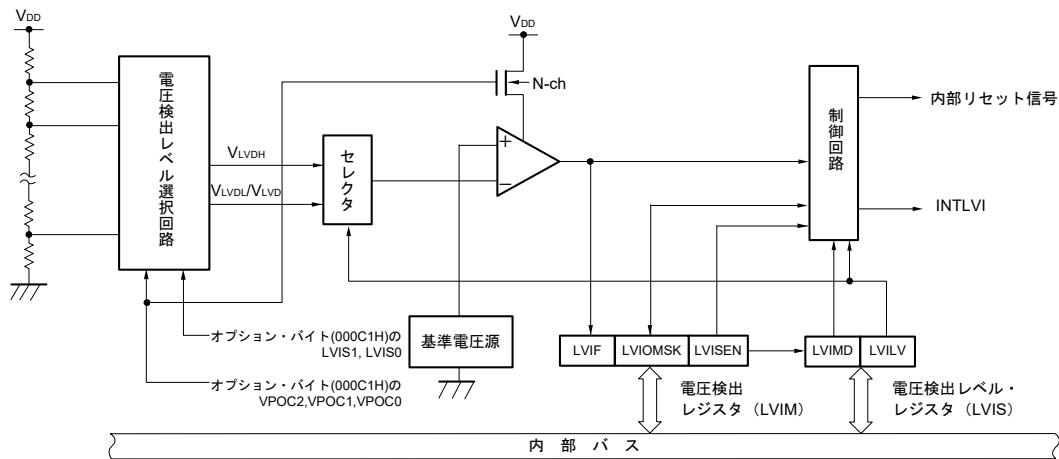 VDD
VDD
電圧検出レベル選択回路
N-ch
制御回路
内部リセット信号
VLVDH
セレクタ
+
−
VLVDL/VLVD
INTLVI
オプション・バイト(000C1H)の
LVIS1, LVIS0
基準電圧源
LVIF
LVIOMSK
LVISEN
LVIMD
LVILV
オプション・バイト(000C1H)の
VPOC2,VPOC1,VPOC0
電圧検出
レジスタ（LVIM）
電圧検出レベル・
レジスタ（LVIS）
内 部 バ ス